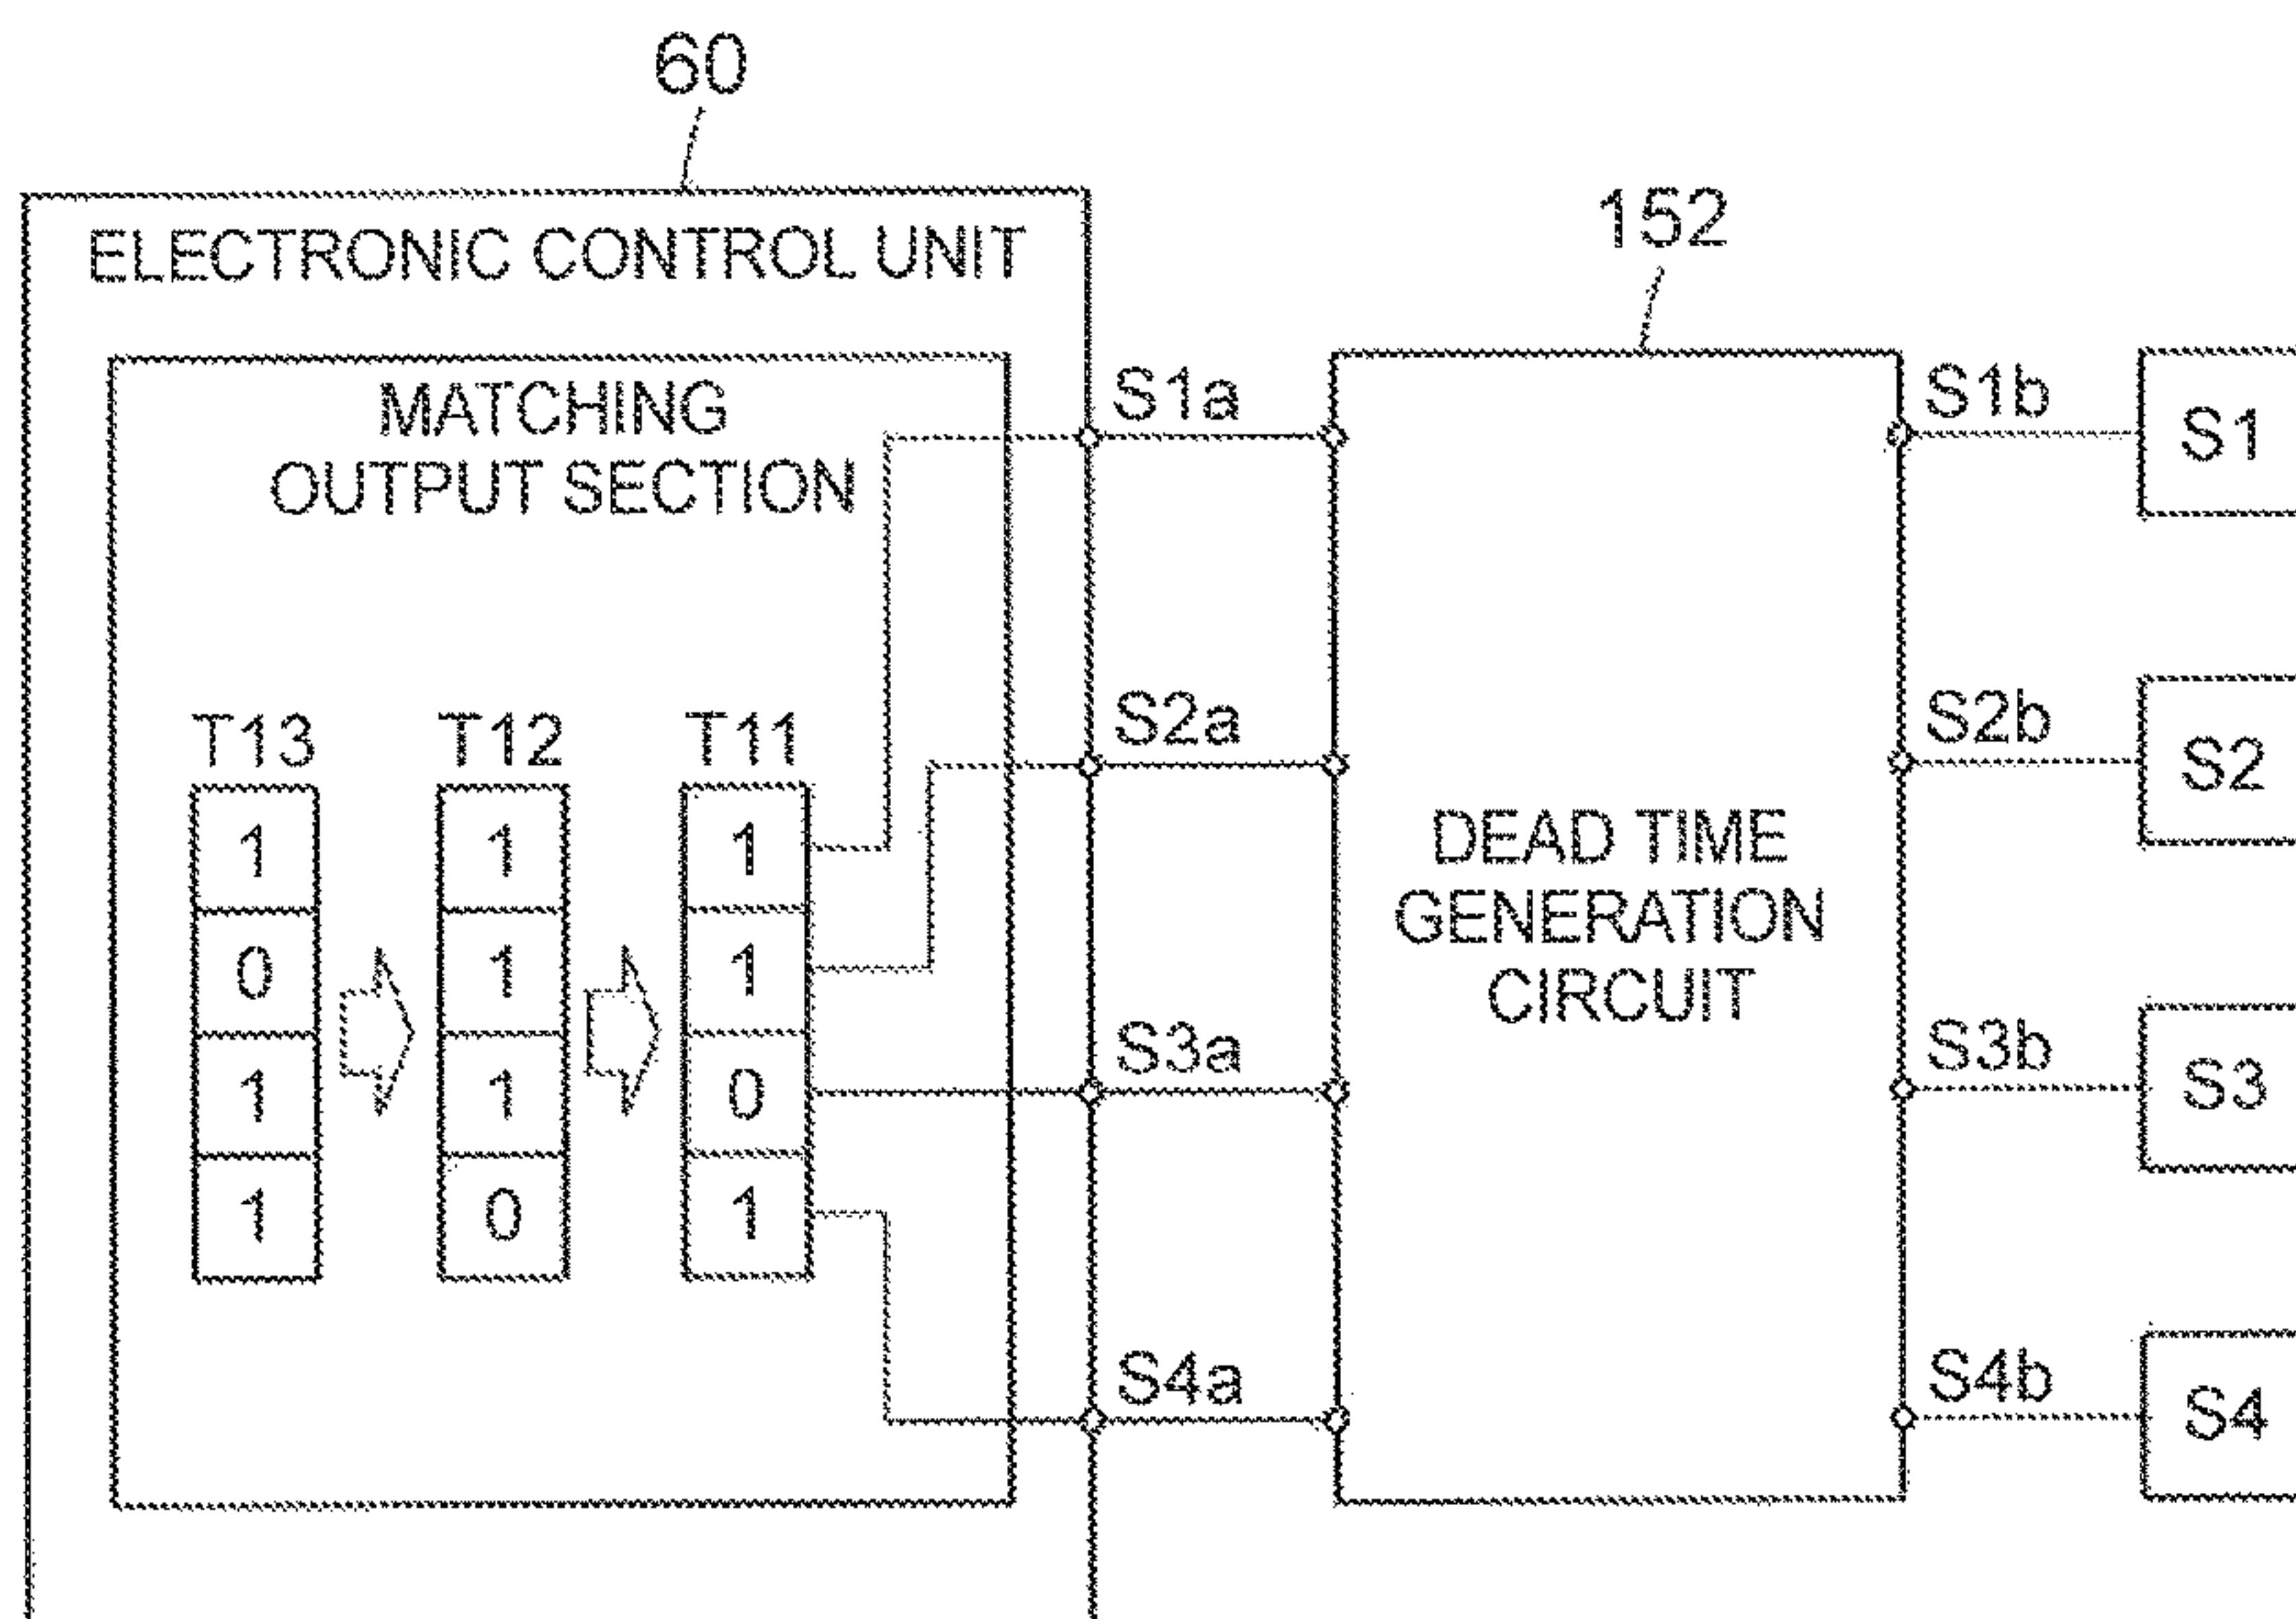 60
ELECTRONIC CONTROL UNIT
152
MATCHING
OUTPUT SECTION
S1a
S1b
S1
S2a
S2b
S2
T13
T12
T11
1
1
1
0
1
1
1
1
0
1
0
1
DEAD TIME
GENERATION
CIRCUIT
S3a
S3b
S3
S4a
S4b
S4